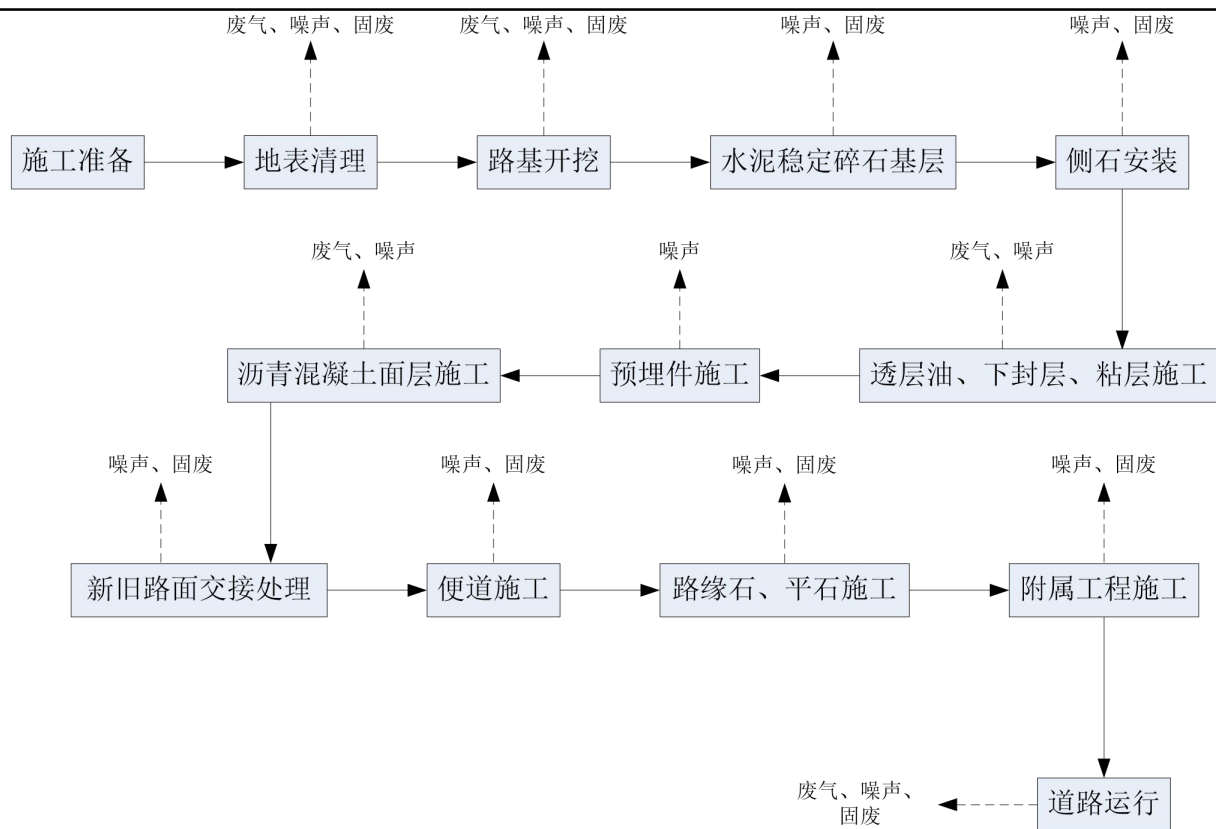 废气、噪声、固废
废气、噪声、固废
噪声、固废
噪声、固废
施工准备
地表清理
路基开挖
水泥稳定碎石基层
侧石安装
废气、噪声
噪声
废气、噪声
沥青混凝土面层施工
预埋件施工
透层油、下封层、粘层施工
噪声、固废
噪声、固废
噪声、固废
噪声、固废
新旧路面交接处理
便道施工
路缘石、平石施工
附属工程施工
废气、噪声、
固废
道路运行